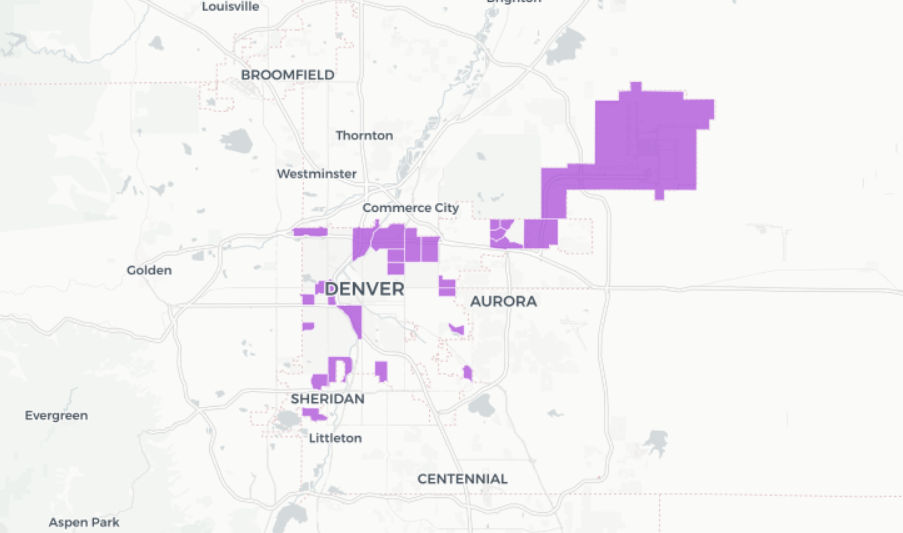 Louisville
Brighton
BROOMFIELD
Thornton
Westminster
Commerce City
Golden
DENVER
AURORA
SHERIDAN
Evergreen
Littleton
CENTENNIAL
Aspen Park